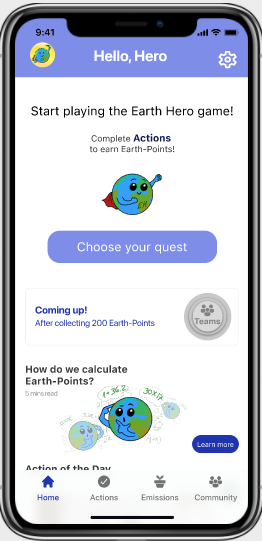 9:41
Hello, Hero
Start playing the Earth Hero game!
Complete Actions
to earn Earth-Points!
EH
Choose your quest
Coming up!
After collecting 200 Earth-Points
Teams
How do we calculate
Earth-Points?
5 mins read
Learn more
Action of the Day
Home Actions Emissions Community